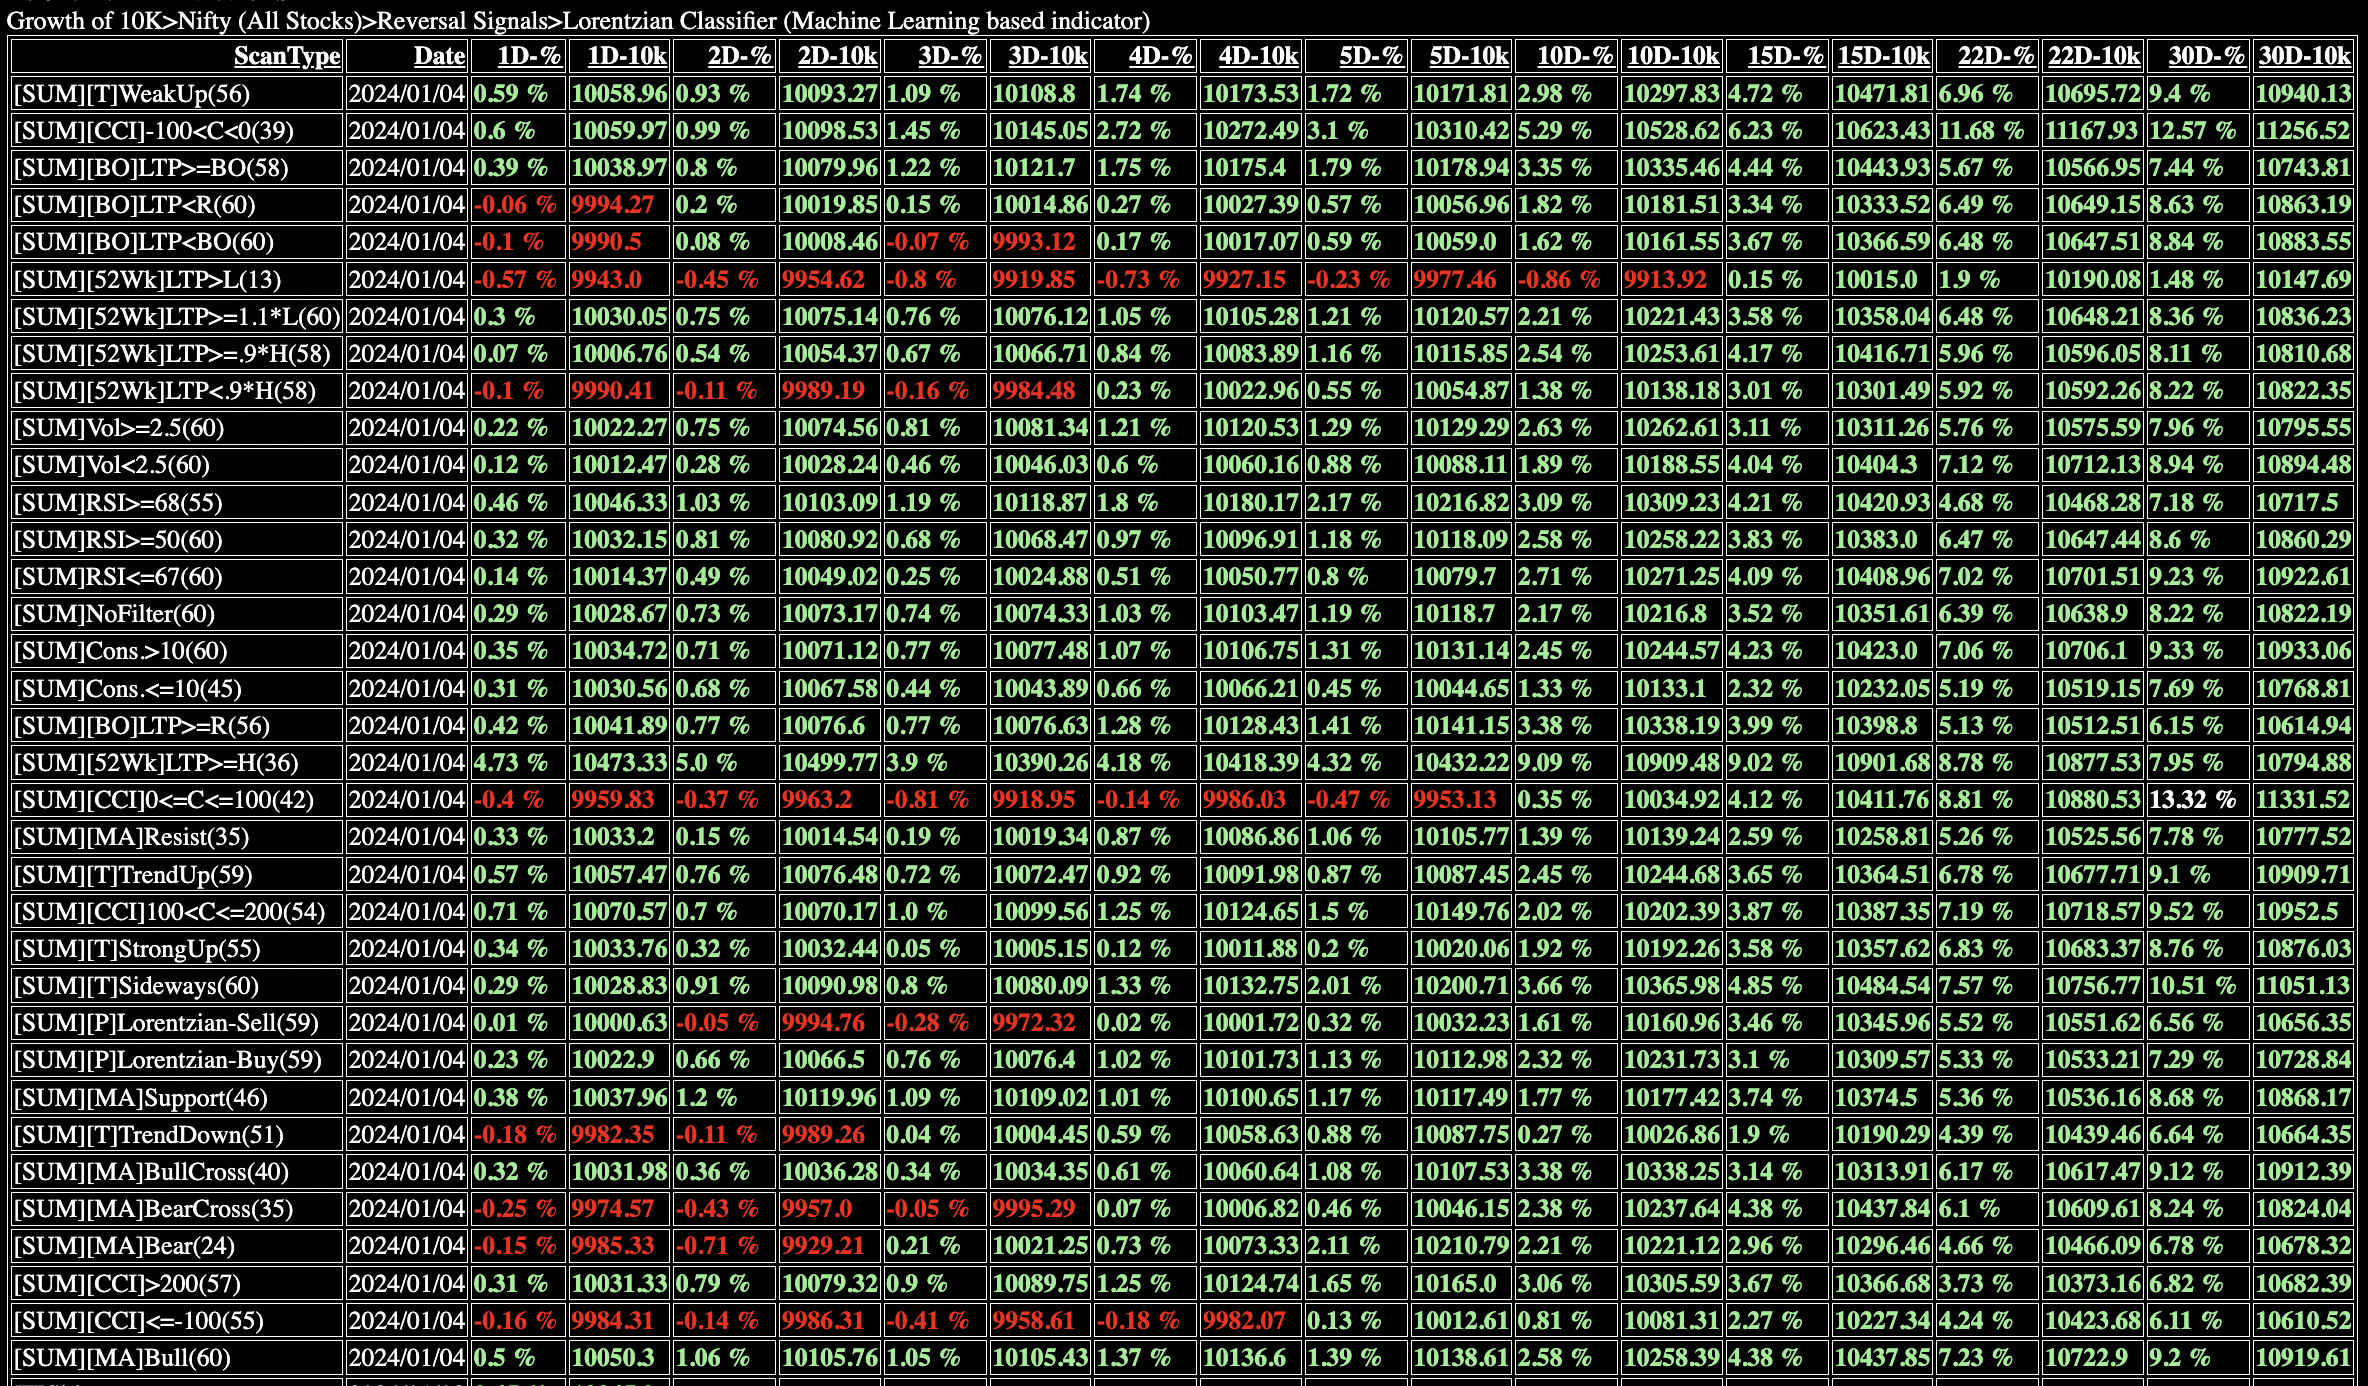 Growth of 10K>Nifty (All Stocks)>Reversal Signals>Lorentzian Classifier (Machine Learning based indicator)
ScanType Date 1D-% 1D-10k 2D-% 2D-10k 3D-% 3D-10k 4D-% 4D-10k 5D-% 5D-10k 10D-% 10D-10k 15D-% 15D-10k 22D-% 22D-10k 30D-% 30D-10k
[SUM][T]WeakUp(56) 2024/01/04 0.59 % 10058.96 0.93 % 10093.27 1.09 % 10108.8 1.74 % 10173.53 1.72 % 10171.81 2.98 % 10297.83 4.72 % 10471.81 6.96 % 10695.72 9.4 % 10940.13
[SUM][CCI]-100<C<0(39) 2024/01/04 0.6 % 10059.97 0.99 % 10098.53 1.45 % 10145.05 2.72 % 10272.49 3.1 % 10310.42 5.29 % 10528.62 6.23 % 10623.43 11.68 % 11167.93 12.57 % 11256.52
[SUM][BO]LTP>=BO(58) 2024/01/04 0.39 % 10038.97 0.8 % 10079.96 1.22 % 10121.7 1.75 % 10175.4 1.79 % 10178.94 3.35 % 10335.46 4.44 % 10443.93 5.67 % 10566.95 7.44 % 10743.81
[SUM][BO]LTP<R(60) 2024/01/04 -0.06 % 9994.27 0.2 % 10019.85 0.15 % 10014.86 0.27 % 10027.39 0.57 % 10056.96 1.82 % 10181.51 3.34 % 10333.52 6.49 % 10649.15 8.63 % 10863.19
[SUM][BO]LTP<BO(60) 2024/01/04 -0.1 % 9990.5 0.08 % 10008.46 -0.07 % 9993.12 0.17 % 10017.07 0.59 % 10059.0 1.62 % 10161.55 3.67 % 10366.59 6.48 % 10647.51 8.84 % 10883.55
[SUM][52Wk]LTP>L(13) 2024/01/04 -0.57 % 9943.0 -0.45 % 9954.62 -0.8 % 9919.85 -0.73 % 9927.15 -0.23 % 9977.46 -0.86 % 9913.92 0.15 % 10015.0 1.9 % 10190.08 1.48 % 10147.69
[SUM][52Wk]LTP>=1.1*L(60) 2024/01/04 0.3 % 10030.05 0.75 % 10075.14 0.76 % 10076.12 1.05 % 10105.28 1.21 % 10120.57 2.21 % 10221.43 3.58 % 10358.04 6.48 % 10648.21 8.36 % 10836.23
[SUM][52Wk]LTP>=.9*H(58) 2024/01/04 0.07 % 10006.76 0.54 % 10054.37 0.67 % 10066.71 0.84 % 10083.89 1.16 % 10115.85 2.54 % 10253.61 4.17 % 10416.71 5.96 % 10596.05 8.11 % 10810.68
[SUM][52Wk]LTP<.9*H(58) 2024/01/04 -0.1 % 9990.41 -0.11 % 9989.19 -0.16 % 9984.48 0.23 % 10022.96 0.55 % 10054.87 1.38 % 10138.18 3.01 % 10301.49 5.92 % 10592.26 8.22 % 10822.35
[SUM]Vol>=2.5(60) 2024/01/04 0.22 % 10022.27 0.75 % 10074.56 0.81 % 10081.34 1.21 % 10120.53 1.29 % 10129.29 2.63 % 10262.61 3.11 % 10311.26 5.76 % 10575.59 7.96 % 10795.55
[SUM]Vol<2.5(60) 2024/01/04 0.12 % 10012.47 0.28 % 10028.24 0.46 % 10046.03 0.6 % 10060.16 0.88 % 10088.11 1.89 % 10188.55 4.04 % 10404.3 7.12 % 10712.13 8.94 % 10894.48
[SUM]RSI>=68(55) 2024/01/04 0.46 % 10046.33 1.03 % 10103.09 1.19 % 10118.87 1.8 % 10180.17 2.17 % 10216.82 3.09 % 10309.23 4.21 % 10420.93 4.68 % 10468.28 7.18 % 10717.5
[SUM]RSI>=50(60) 2024/01/04 0.32 % 10032.15 0.81 % 10080.92 0.68 % 10068.47 0.97 % 10096.91 1.18 % 10118.09 2.58 % 10258.22 3.83 % 10383.0 6.47 % 10647.44 8.6 % 10860.29
[SUM]RSI<=67(60) 2024/01/04 0.14 % 10014.37 0.49 % 10049.02 0.25 % 10024.88 0.51 % 10050.77 0.8 % 10079.7 2.71 % 10271.25 4.09 % 10408.96 7.02 % 10701.51 9.23 % 10922.61
[SUM]NoFilter(60) 2024/01/04 0.29 % 10028.67 0.73 % 10073.17 0.74 % 10074.33 1.03 % 10103.47 1.19 % 10118.7 2.17 % 10216.8 3.52 % 10351.61 6.39 % 10638.9 8.22 % 10822.19
[SUM]Cons.>10(60) 2024/01/04 0.35 % 10034.72 0.71 % 10071.12 0.77 % 10077.48 1.07 % 10106.75 1.31 % 10131.14 2.45 % 10244.57 4.23 % 10423.0 7.06 % 10706.1 9.33 % 10933.06
[SUM]Cons.<=10(45) 2024/01/04 0.31 % 10030.56 0.68 % 10067.58 0.44 % 10043.89 0.66 % 10066.21 0.45 % 10044.65 1.33 % 10133.1 2.32 % 10232.05 5.19 % 10519.15 7.69 % 10768.81
[SUM][BO]LTP>=R(56) 2024/01/04 0.42 % 10041.89 0.77 % 10076.6 0.77 % 10076.63 1.28 % 10128.43 1.41 % 10141.15 3.38 % 10338.19 3.99 % 10398.8 5.13 % 10512.51 6.15 % 10614.94
[SUM][52Wk]LTP>=H(36) 2024/01/04 4.73 % 10473.33 5.0 % 10499.77 3.9 % 10390.26 4.18 % 10418.39 4.32 % 10432.22 9.09 % 10909.48 9.02 % 10901.68 8.78 % 10877.53 7.95 % 10794.88
[SUM][CCI]0<=C<=100(42) 2024/01/04 -0.4 % 9959.83 -0.37 % 9963.2 -0.81 % 9918.95 -0.14 % 9986.03 -0.47 % 9953.13 0.35 % 10034.92 4.12 % 10411.76 8.81 % 10880.53 13.32 % 11331.52
[SUM][MA]Resist(35) 2024/01/04 0.33 % 10033.2 0.15 % 10014.54 0.19 % 10019.34 0.87 % 10086.86 1.06 % 10105.77 1.39 % 10139.24 2.59 % 10258.81 5.26 % 10525.56 7.78 % 10777.52
[SUM][T]TrendUp(59) 2024/01/04 0.57 % 10057.47 0.76 % 10076.48 0.72 % 10072.47 0.92 % 10091.98 0.87 % 10087.45 2.45 % 10244.68 3.65 % 10364.51 6.78 % 10677.71 9.1 % 10909.71
[SUM][CCI]100<C<=200(54) 2024/01/04 0.71 % 10070.57 0.7 % 10070.17 1.0 % 10099.56 1.25 % 10124.65 1.5 % 10149.76 2.02 % 10202.39 3.87 % 10387.35 7.19 % 10718.57 9.52 % 10952.5
[SUM][T]StrongUp(55) 2024/01/04 0.34 % 10033.76 0.32 % 10032.44 0.05 % 10005.15 0.12 % 10011.88 0.2 % 10020.06 1.92 % 10192.26 3.58 % 10357.62 6.83 % 10683.37 8.76 % 10876.03
[SUM][T]Sideways(60) 2024/01/04 0.29 % 10028.83 0.91 % 10090.98 0.8 % 10080.09 1.33 % 10132.75 2.01 % 10200.71 3.66 % 10365.98 4.85 % 10484.54 7.57 % 10756.77 10.51 % 11051.13
[SUM][P]Lorentzian-Sell(59) 2024/01/04 0.01 % 10000.63 -0.05 % 9994.76 -0.28 % 9972.32 0.02 % 10001.72 0.32 % 10032.23 1.61 % 10160.96 3.46 % 10345.96 5.52 % 10551.62 6.56 % 10656.35
[SUM][P]Lorentzian-Buy(59) 2024/01/04 0.23 % 10022.9 0.66 % 10066.5 0.76 % 10076.4 1.02 % 10101.73 1.13 % 10112.98 2.32 % 10231.73 3.1 % 10309.57 5.33 % 10533.21 7.29 % 10728.84
[SUM][MA]Support(46) 2024/01/04 0.38 % 10037.96 1.2 % 10119.96 1.09 % 10109.02 1.01 % 10100.65 1.17 % 10117.49 1.77 % 10177.42 3.74 % 10374.5 5.36 % 10536.16 8.68 % 10868.17
[SUM][T]TrendDown(51) 2024/01/04 -0.18 % 9982.35 -0.11 % 9989.26 0.04 % 10004.45 0.59 % 10058.63 0.88 % 10087.75 0.27 % 10026.86 1.9 % 10190.29 4.39 % 10439.46 6.64 % 10664.35
[SUM][MA]BullCross(40) 2024/01/04 0.32 % 10031.98 0.36 % 10036.28 0.34 % 10034.35 0.61 % 10060.64 1.08 % 10107.53 3.38 % 10338.25 3.14 % 10313.91 6.17 % 10617.47 9.12 % 10912.39
[SUM][MA]BearCross(35) 2024/01/04 -0.25 % 9974.57 -0.43 % 9957.0 -0.05 % 9995.29 0.07 % 10006.82 0.46 % 10046.15 2.38 % 10237.64 4.38 % 10437.84 6.1 % 10609.61 8.24 % 10824.04
[SUM][MA]Bear(24) 2024/01/04 -0.15 % 9985.33 -0.71 % 9929.21 0.21 % 10021.25 0.73 % 10073.33 2.11 % 10210.79 2.21 % 10221.12 2.96 % 10296.46 4.66 % 10466.09 6.78 % 10678.32
[SUM][CCI]>200(57) 2024/01/04 0.31 % 10031.33 0.79 % 10079.32 0.9 % 10089.75 1.25 % 10124.74 1.65 % 10165.0 3.06 % 10305.59 3.67 % 10366.68 3.73 % 10373.16 6.82 % 10682.39
[SUM][CCI]<=-100(55) 2024/01/04 -0.16 % 9984.31 -0.14 % 9986.31 -0.41 % 9958.61 -0.18 % 9982.07 0.13 % 10012.61 0.81 % 10081.31 2.27 % 10227.34 4.24 % 10423.68 6.11 % 10610.52
[SUM][MA]Bull(60) 2024/01/04 0.5 % 10050.3 1.06 % 10105.76 1.05 % 10105.43 1.37 % 10136.6 1.39 % 10138.61 2.58 % 10258.39 4.38 % 10437.85 7.23 % 10722.9 9.2 % 10919.61